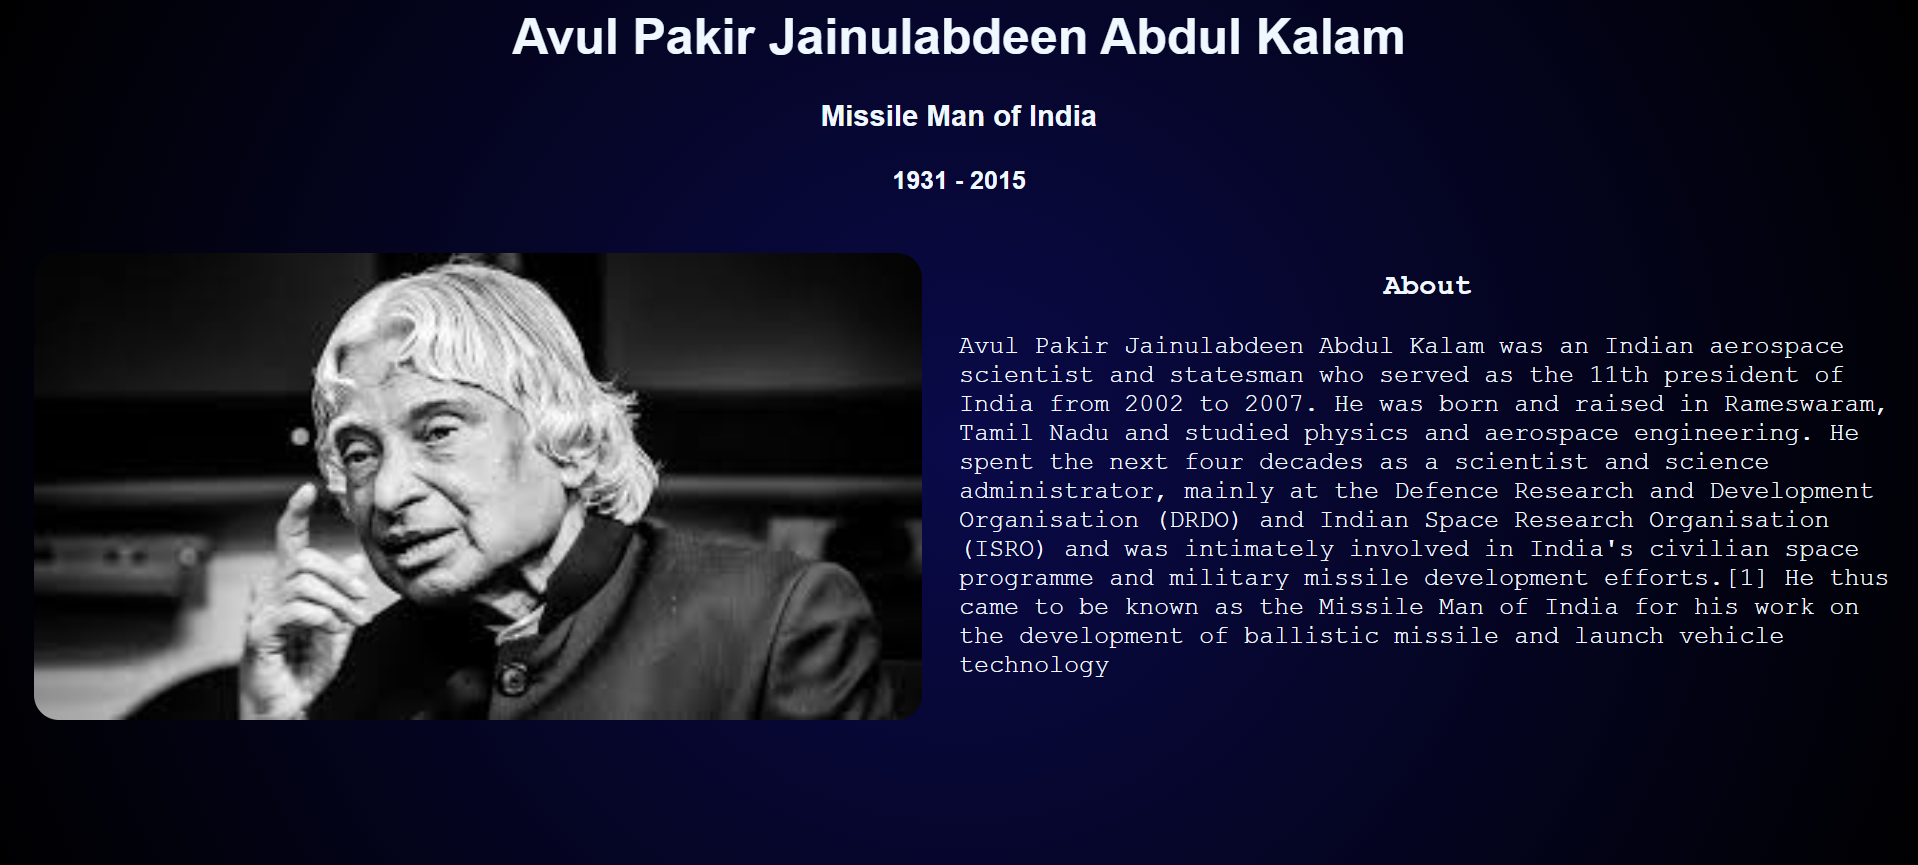 Avul Pakir Jainulabdeen Abdul Kalam
Missile Man of India
1931 - 2015
About
Avul Pakir Jainulabdeen Abdul Kalam was an Indian aerospace
scientist and statesman who served as the 11th president of
India from 2002 to 2007. He was born and raised in Rameswaram,
Tamil Nadu and studied physics and aerospace engineering. He
spent the next four decades as a scientist and science
administrator, mainly at the Defence Research and Development
Organisation (DRDO) and Indian Space Research Organisation
(ISRO) and was intimately involved in India's civilian space
programme and military missile development efforts.[1] He thus
came to be known as the Missile Man of India for his work on
the development of ballistic missile and launch vehicle
technology